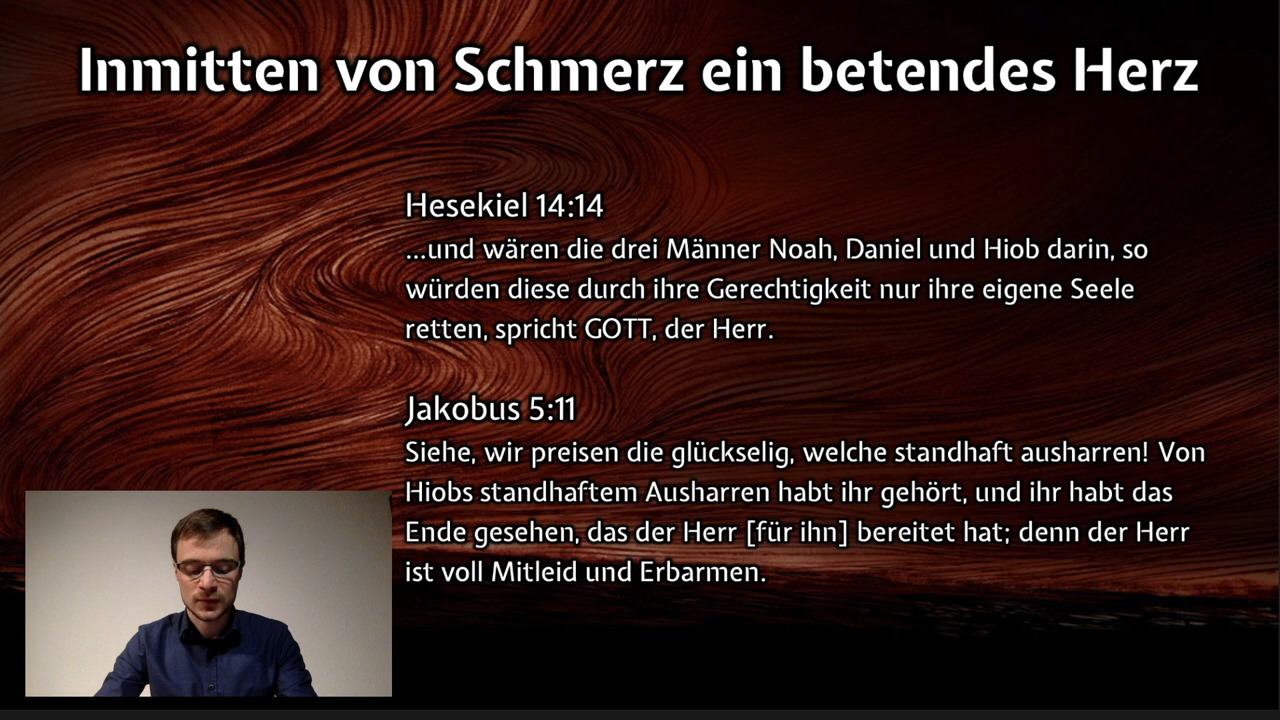 Inmitten von Schmerz ein betendes Herz
Hesekiel 14:14
...und wären die drei Männer Noah, Daniel und Hiob darin, so
würden diese durch ihre Gerechtigkeit nur ihre eigene Seele
retten, spricht GOTT, der Herr.
Jakobus 5:11
Siehe, wir preisen die glückselig, welche standhaft ausharren! Von
Hiobs standhaftem Ausharren habt ihr gehört, und ihr habt das
Ende gesehen, das der Herr [für ihn] bereitet hat; denn der Herr
ist voll Mitleid und Erbarmen.